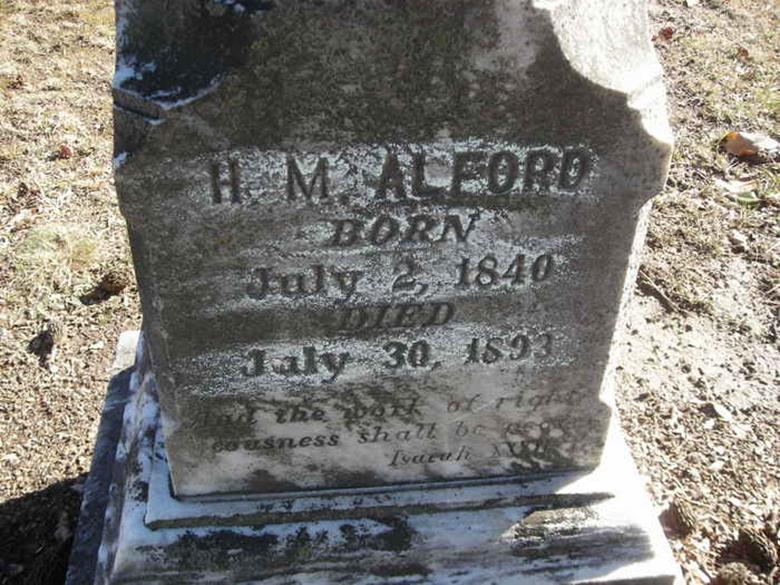 H. M. ALFORD
BORN
July 2, 1840
DIED
July 30, 1893
And the work of right-
eousness shall be
Isaiah